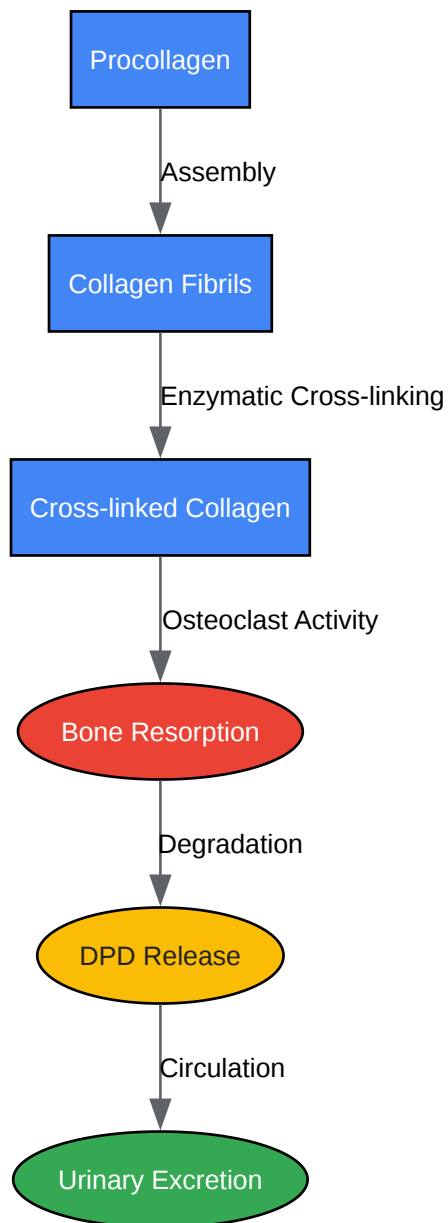 Procollagen
Assembly
Collagen Fibrils
Enzymatic Cross-linking
Cross-linked Collagen
Osteoclast Activity
Bone Resorption
Degradation
DPD Release
Circulation
Urinary Excretion